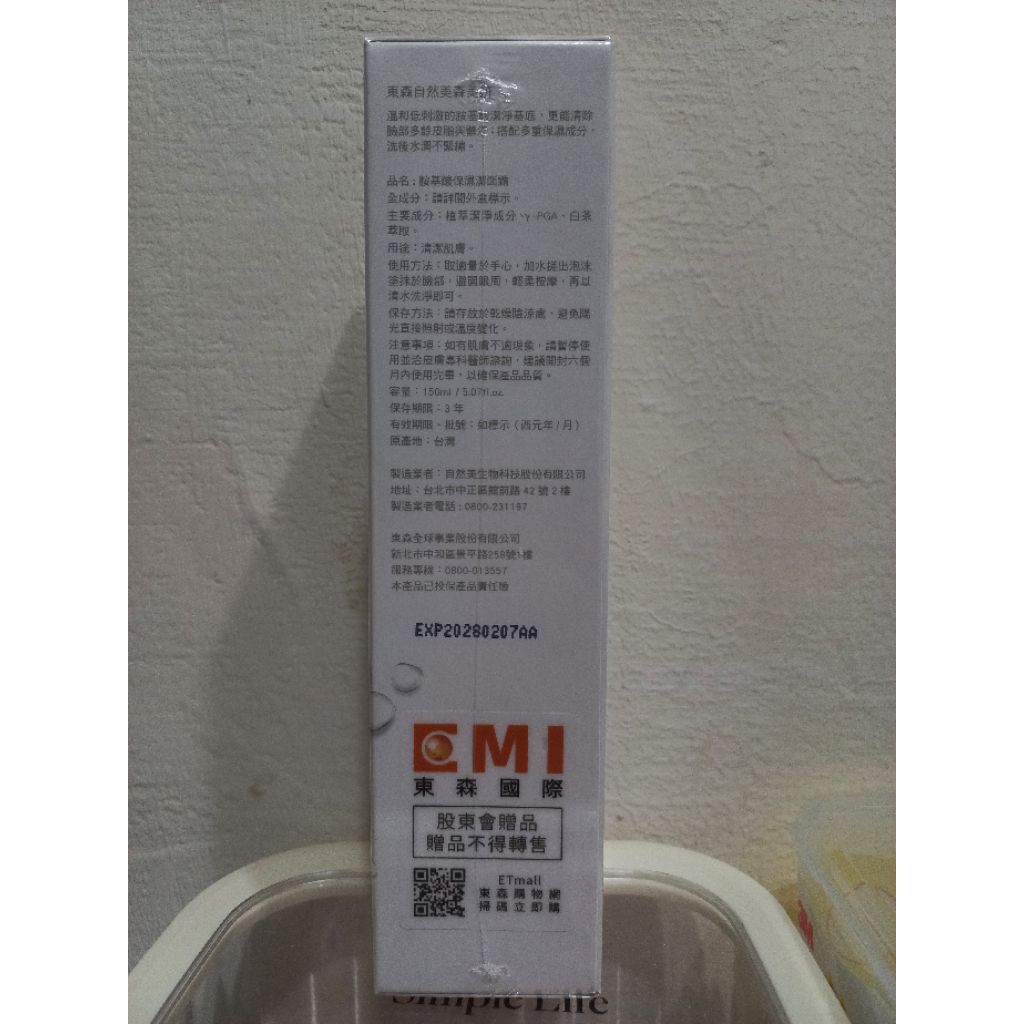 東森自然美森美研
溫和低刺激的胺基酸潔淨基底，更能清除
臉部多餘皮脂與髒污；搭配多重保濕成分，
洗後水潤不緊繃。
品名：胺基酸保濕潔面霜
全成分：請詳閱外盒標示。
主要成分：植萃潔淨成分、γ-PGA、白茶
萃取。
用途：清潔肌膚。
使用方法：取適量於手心，加水搓出泡沫
塗抹於臉部，避開眼周，輕柔按摩，再以
清水洗淨即可。
保存方法：請存放於乾燥陰涼處、避免陽
光直接照射或溫度變化。
注意事項：如有肌膚不適現象，請暫停使
用並洽皮膚專科醫師諮詢，建議開封六個
月內使用完畢，以確保產品品質。
容量：150ml / 5.07fl.oz.
保存期限：3 年
有效期限、批號：如標示（西元年/月）
原產地：台灣
製造業者：自然美生物科技股份有限公司
地址：台北市中正區館前路 42 號 2 樓
製造業者電話：0800-231197
東森全球事業股份有限公司
新北市中和區景平路258號1樓
服務專線：0800-013557
本產品已投保產品責任險
EXP20280207AA
EMI
東森國際
股東會贈品
贈品不得轉售
ETmall
東森購物網
掃碼立即購
Simple Life